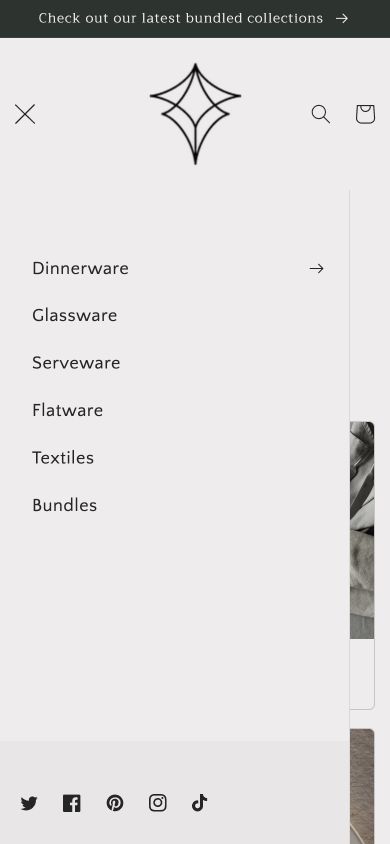 Check out our latest bundled collections
Dinnerware
Glassware
Serveware
Flatware
Textiles
Bundles